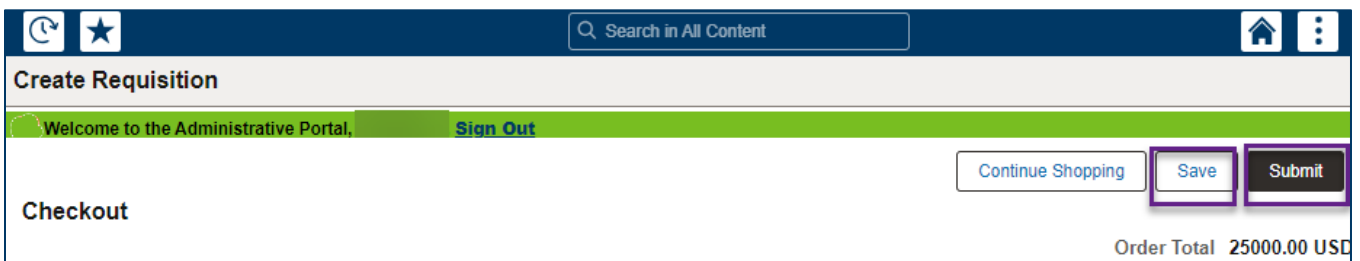 Search in All Content
Create Requisition
Welcome to the Administrative Portal, Sign Out
Continue Shopping Save Submit
Checkout
Order Total 25000.00 USD